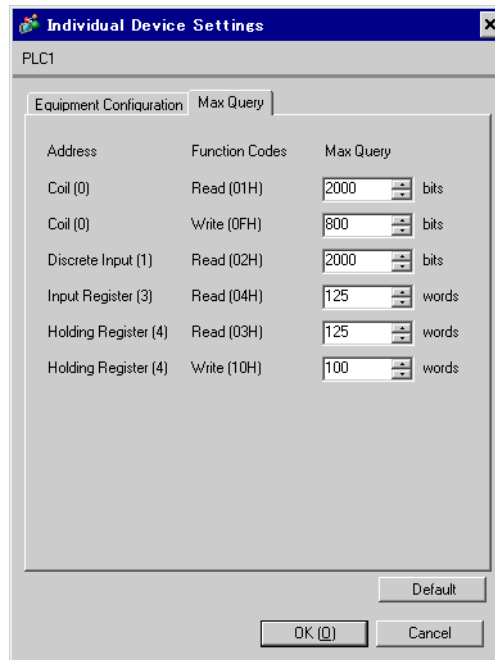 Individual Device Settings
PLC1
Equipment Configuration Max Query
Address Function Codes Max Query
Coil (0) Read (01H) 2000 bits
Coil (0) Write (0FH) 800 bits
Discrete Input (1) Read (02H) 2000 bits
Input Register (3) Read (04H) 125 words
Holding Register (4) Read (03H) 125 words
Holding Register (4) Write (10H) 100 words
Default
OK (O) Cancel